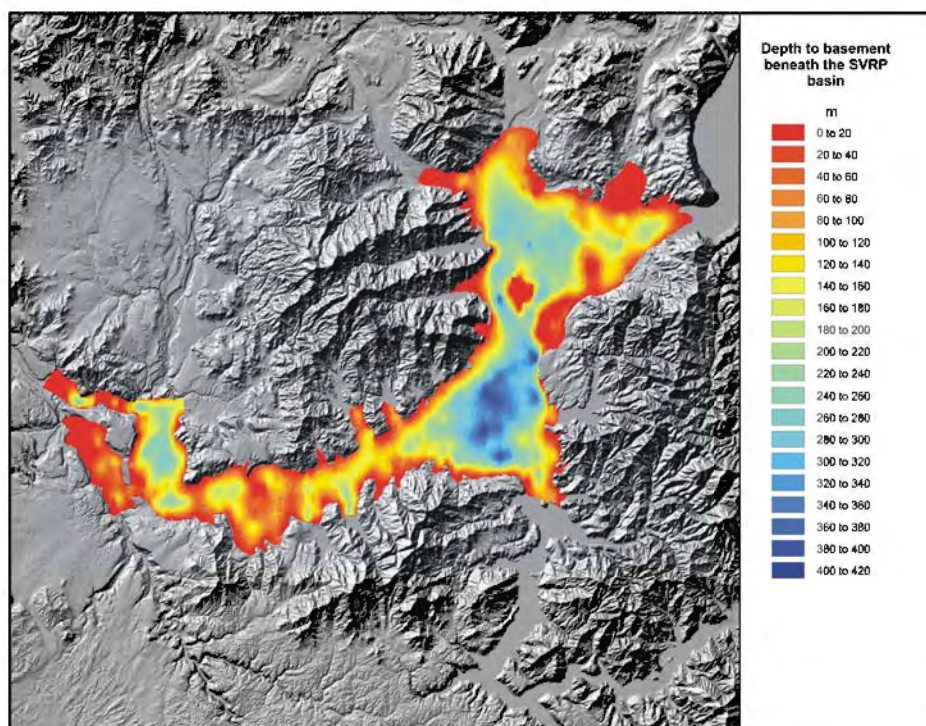 Depth to basement
beneath the SVRP
basin
m
0 to 20
20 to 40
40 to 60
60 to 80
80 to 100
100 to 120
120 to 140
140 to 160
160 to 180
180 to 200
200 to 220
220 to 240
240 to 260
260 to 280
280 to 300
300 to 320
320 to 340
340 to 360
360 to 380
380 to 400
400 to 420